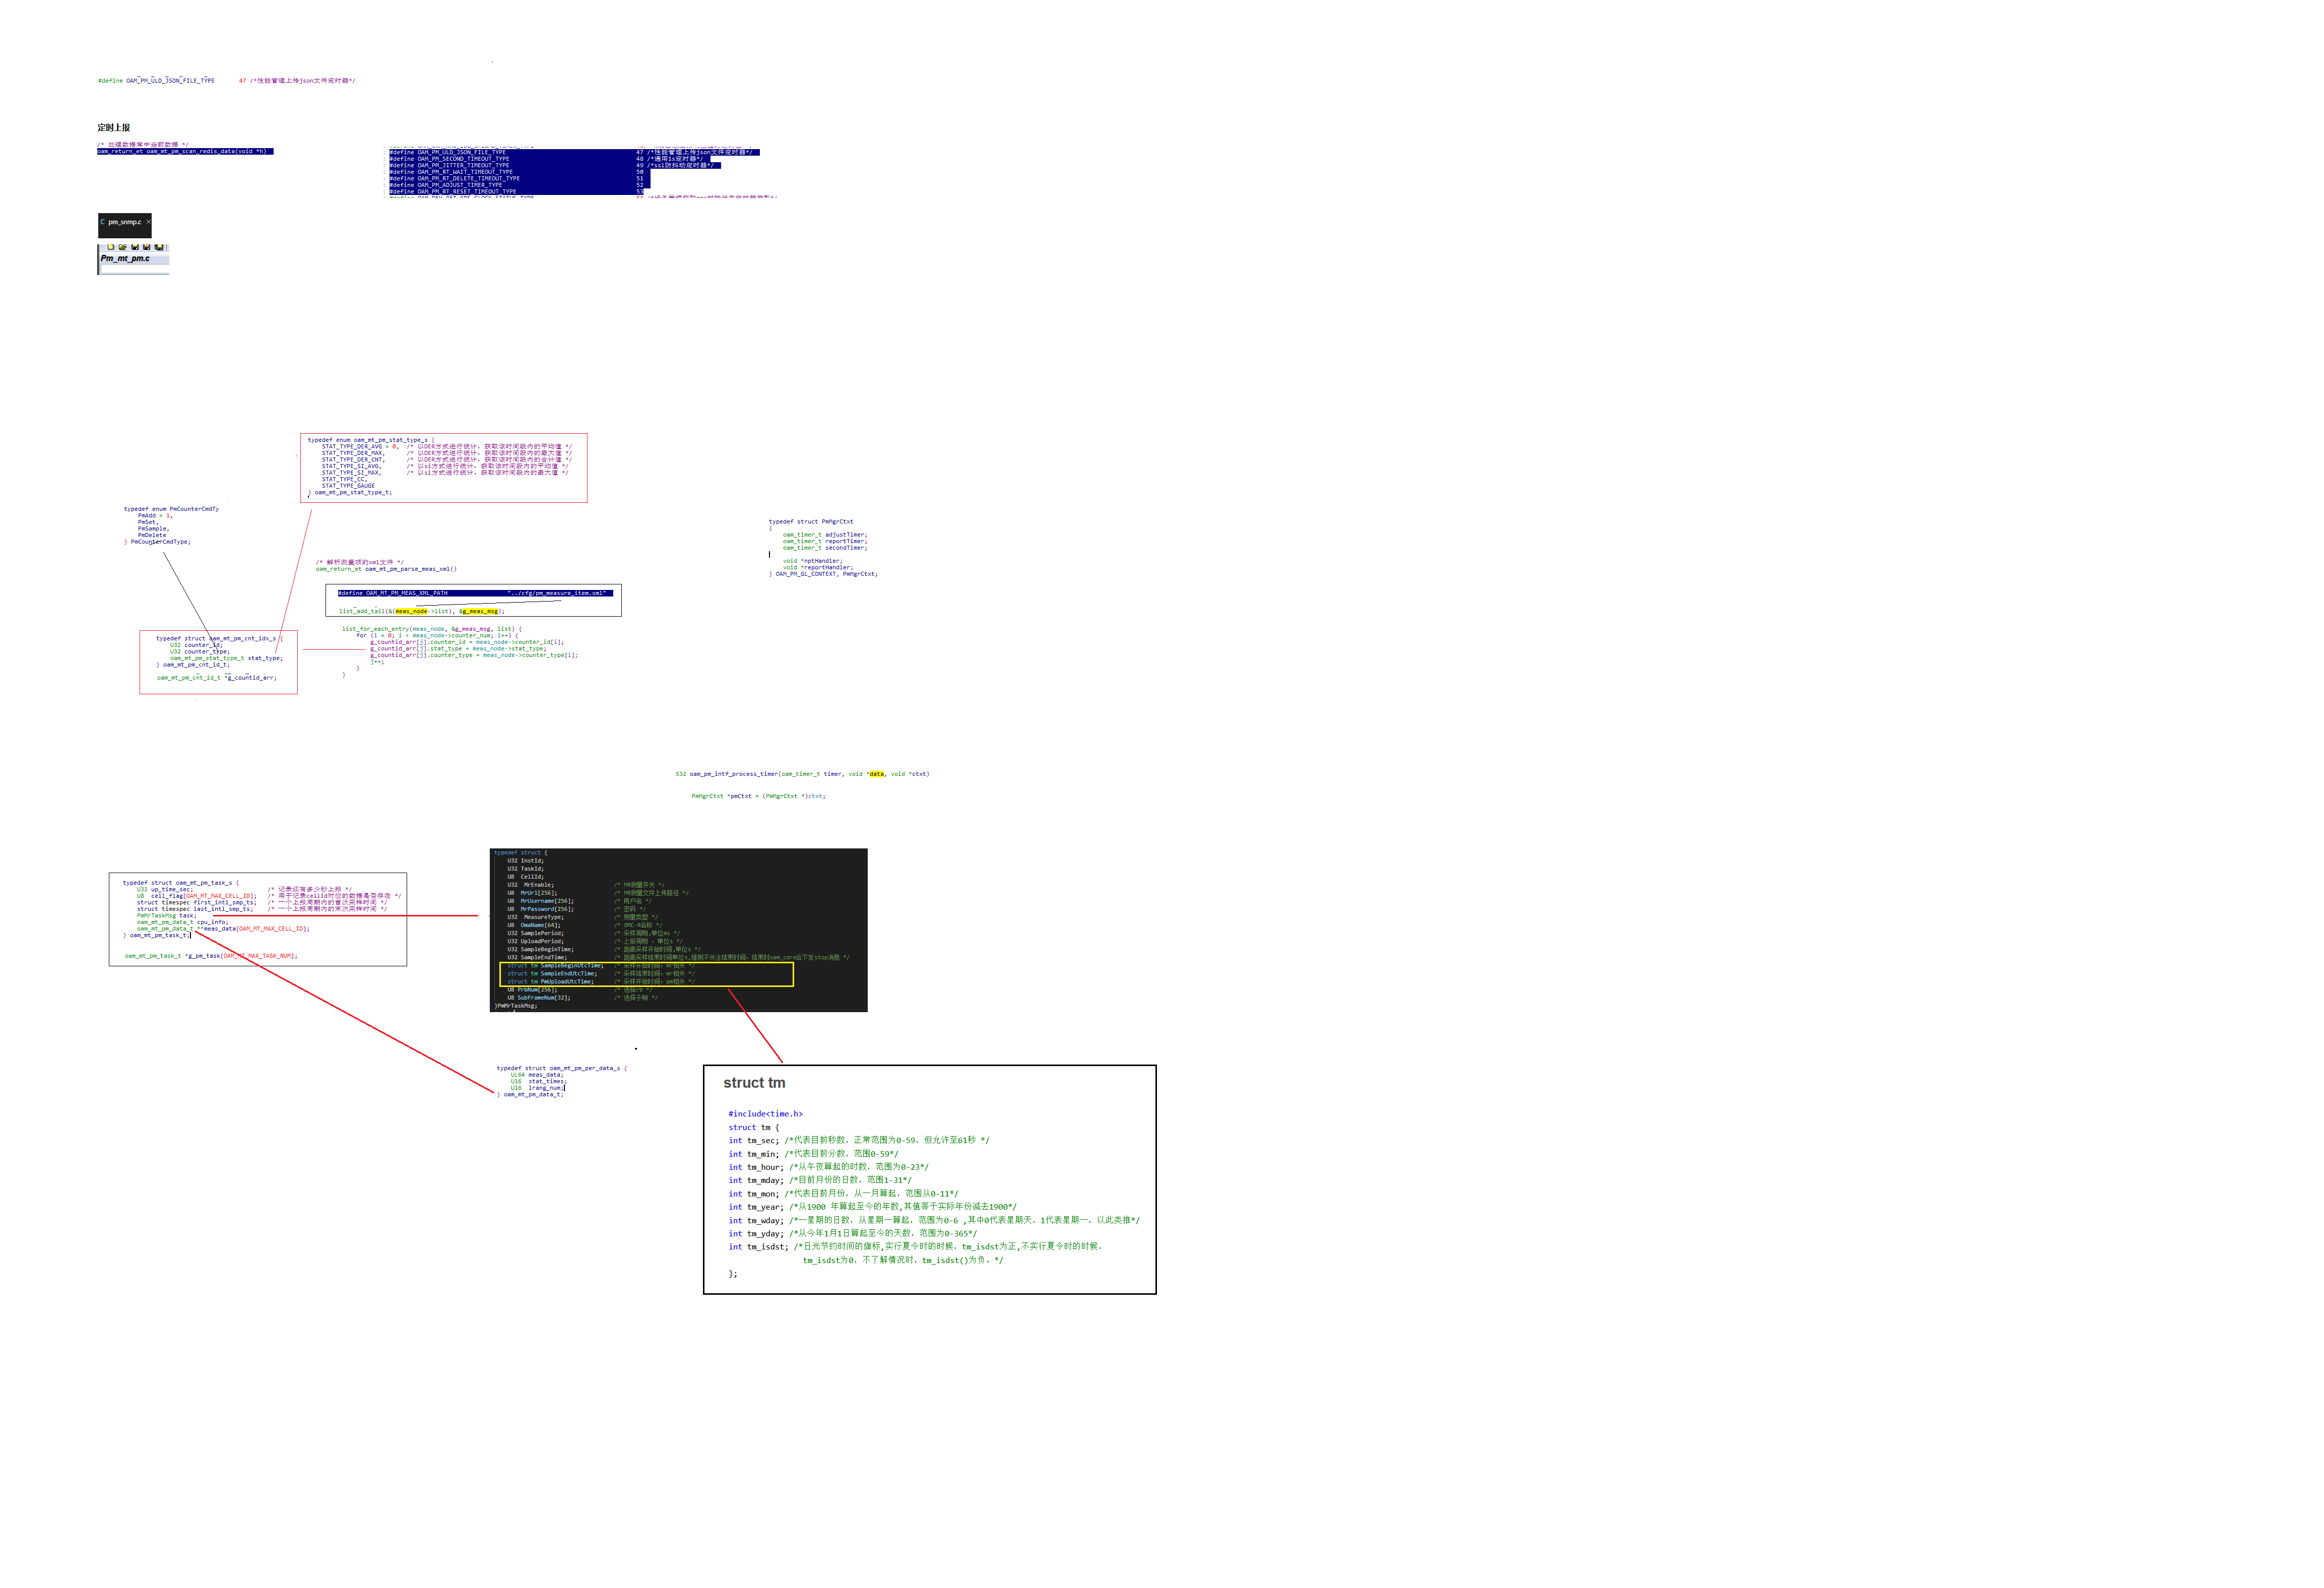 #define OAM_PM_ULD_JSON_FILE_TYPE 47 /*性能管理上传json文件定时器*/
定时上报
/* 处理数据库中当前数据 */
oam_return_et oam_mt_pm_scan_redis_data(void *h)
#define OAM_PM_ULD_JSON_FILE_TYPE 47 /*性能管理上传json文件定时器*/
#define OAM_PM_SECOND_TIMEOUT_TYPE 48 /*通用1s定时器*/
#define OAM_PM_JITTER_TIMEOUT_TYPE 49 /*ssl防抖动定时器*/
#define OAM_PM_RT_WAIT_TIMEOUT_TYPE 50
#define OAM_PM_RT_DELETE_TIMEOUT_TYPE 51
#define OAM_PM_ADJUST_TIMER_TYPE 52
#define OAM_PM_RT_RESET_TIMEOUT_TYPE 53
C pm_snmp.c ×
Pm_mt_pm.c
typedef enum oam_mt_pm_stat_type_s {
STAT_TYPE_DER_AVG = 0, /* 以DER方式进行统计，获取该时间段内的平均值 */
STAT_TYPE_DER_MAX, /* 以DER方式进行统计，获取该时间段内的最大值 */
STAT_TYPE_DER_CNT, /* 以DER方式进行统计，获取该时间段内的合计值 */
STAT_TYPE_SI_AVG, /* 以si方式进行统计，获取该时间段内的平均值 */
STAT_TYPE_SI_MAX, /* 以si方式进行统计，获取该时间段内的最大值 */
STAT_TYPE_CC,
STAT_TYPE_GAUGE
} oam_mt_pm_stat_type_t;
typedef enum PmCounterCmdTy
PmAdd = 1,
PmSet,
PmSample,
PmDelete
} PmCounterCmdType;
typedef struct PmMgrCtxt
{
oam_timer_t adjustTimer;
oam_timer_t reportTimer;
oam_timer_t secondTimer;
void *nptHandler;
void *reportHandler;
} OAM_PM_GL_CONTEXT, PmMgrCtxt;
/* 解析测量项的xml文件 */
oam_return_et oam_mt_pm_parse_meas_xml()
#define OAM_MT_PM_MEAS_XML_PATH "../cfg/pm_measure_item.xml"
list_add_tail(&(meas_node->list), &g_meas_msg);
list_for_each_entry(meas_node, &g_meas_msg, list) {
for (i = 0; i < meas_node->counter_num; i++) {
g_countid_arr[j].counter_id = meas_node->counter_id[i];
g_countid_arr[j].stat_type = meas_node->stat_type;
g_countid_arr[j].counter_type = meas_node->counter_type[i];
j++;
}
}
typedef struct oam_mt_pm_cnt_idx_s {
U32 counter_id;
U32 counter_type;
oam_mt_pm_stat_type_t stat_type;
} oam_mt_pm_cnt_id_t;
oam_mt_pm_cnt_id_t *g_countid_arr;
S32 oam_pm_intf_process_timer(oam_timer_t timer, void *data, void *ctxt)
PmMgrCtxt *pmCtxt = (PmMgrCtxt *)ctxt;
typedef struct oam_mt_pm_task_s {
U32 up_time_sec; /* 记录还有多少秒上报 */
U8 cell_flag[OAM_MT_MAX_CELL_ID]; /* 用于记录cellid对应的数据是否存在 */
struct timespec first_intl_smp_ts; /* 一个上报周期内的首次采样时间 */
struct timespec last_intl_smp_ts; /* 一个上报周期内的末次采样时间 */
PmMrTaskMsg task;
oam_mt_pm_data_t cpu_info;
oam_mt_pm_data_t **meas_data[OAM_MT_MAX_CELL_ID];
} oam_mt_pm_task_t;
oam_mt_pm_task_t *g_pm_task[OAM_MT_MAX_TASK_NUM];
typedef struct {
U32 InstId;
U32 TaskId;
U8 CellId;
U32 MrEnable; /* MR测量开关 */
U8 MrUrl[256]; /* MR测量文件上传路径 */
U8 MrUsername[256]; /* 用户名 */
U8 MrPassword[256]; /* 密码 */
U32 MeasureType; /* 测量类型 */
U8 OmaName[64]; /* OMC-R名称 */
U32 SamplePeriod; /* 采样周期,单位ms */
U32 UploadPeriod; /* 上报周期 ，单位s */
U32 SampleBeginTime; /* 距离采样开始时间,单位s */
U32 SampleEndTime; /* 距离采样结束时间单位s,维测不关注结束时间，结束时oam_core会下发stop消息 */
struct tm SampleBeginUtcTime; /* 采样开始时间，mr相关 */
struct tm SampleEndUtcTime; /* 采样结束时间，mr相关 */
struct tm PmUploadUtcTime; /* 采样开始时间，pm相关 */
U8 PrbNum[256]; /* 选择rb */
U8 SubFrameNum[32]; /* 选择子帧 */
}PmMrTaskMsg;
typedef struct oam_mt_pm_per_data_s {
UL64 meas_data;
U16 stat_times;
U16 lrang_num;
} oam_mt_pm_data_t;
struct tm
#include<time.h>
struct tm {
int tm_sec; /*代表目前秒数，正常范围为0-59，但允许至61秒 */
int tm_min; /*代表目前分数，范围0-59*/
int tm_hour; /*从午夜算起的时数，范围为0-23*/
int tm_mday; /*目前月份的日数，范围1-31*/
int tm_mon; /*代表目前月份，从一月算起，范围从0-11*/
int tm_year; /*从1900 年算起至今的年数,其值等于实际年份减去1900*/
int tm_wday; /*一星期的日数，从星期一算起，范围为0-6 ,其中0代表星期天，1代表星期一，以此类推*/
int tm_yday; /*从今年1月1日算起至今的天数，范围为0-365*/
int tm_isdst; /*日光节约时间的旗标,实行夏令时的时候，tm_isdst为正,不实行夏令时的时候，
tm_isdst为0，不了解情况时，tm_isdst()为负。*/
};